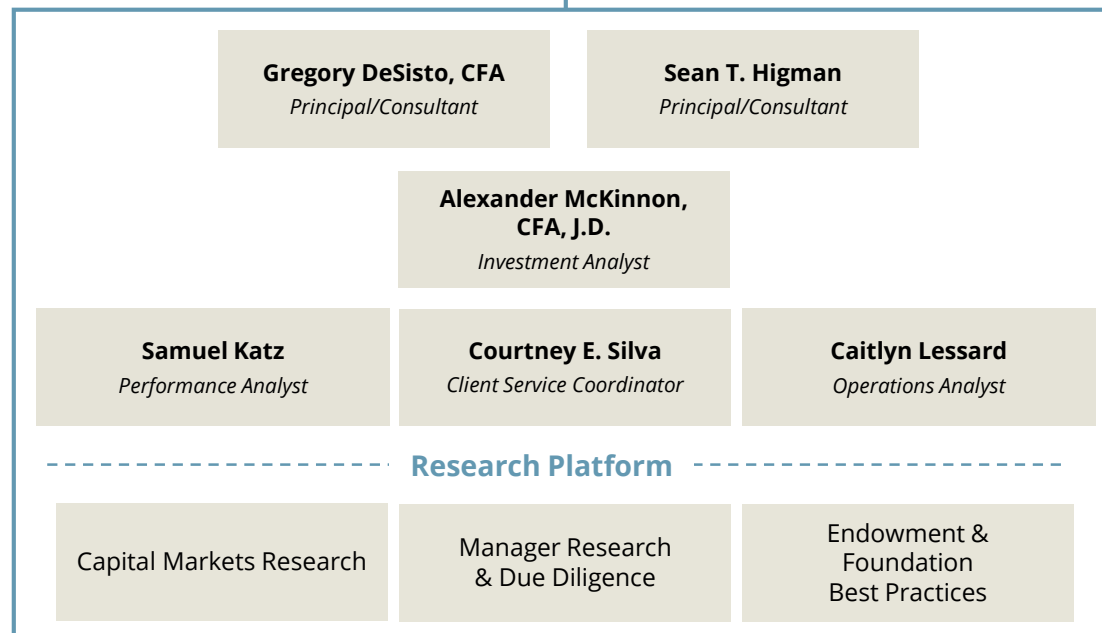 Gregory DeSisto, CFA
Principal/Consultant
Sean T. Higman
Principal/Consultant
Alexander McKinnon,
CFA, J.D.
Investment Analyst
Samuel Katz
Performance Analyst
Courtney E. Silva
Client Service Coordinator
Caitlyn Lessard
Operations Analyst
Research Platform
Capital Markets Research
Manager Research
& Due Diligence
Endowment &
Foundation
Best Practices